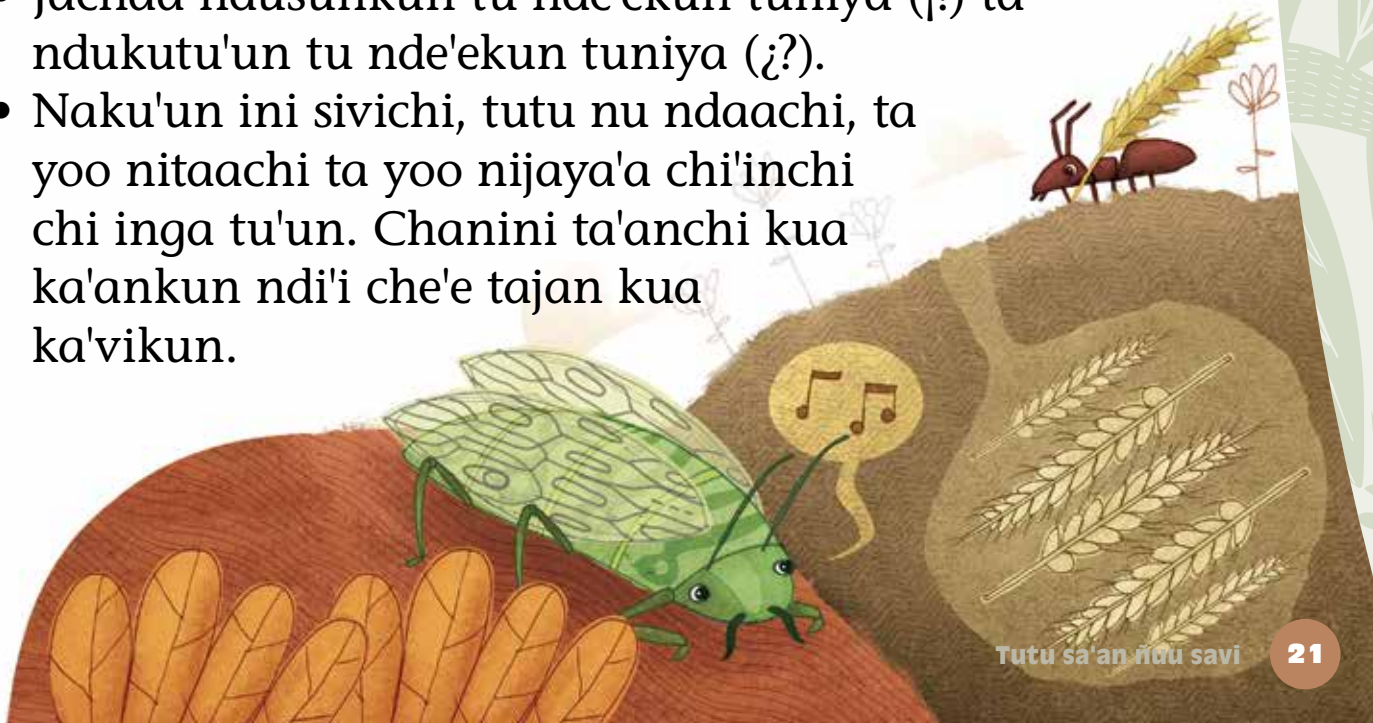 ndukutu'un tu nde'ekun tuniya (¿?).
• Naku'un ini sivichi, tutu nu ndaachi, ta
yoo nitaachi ta yoo nijaya'a chi'inchi
chi inga tu'un. Chanini ta'anchi kua
ka'ankun ndi'i che'e tajan kua
ka'vikun.
Tutu sa'an ñuu savi 21